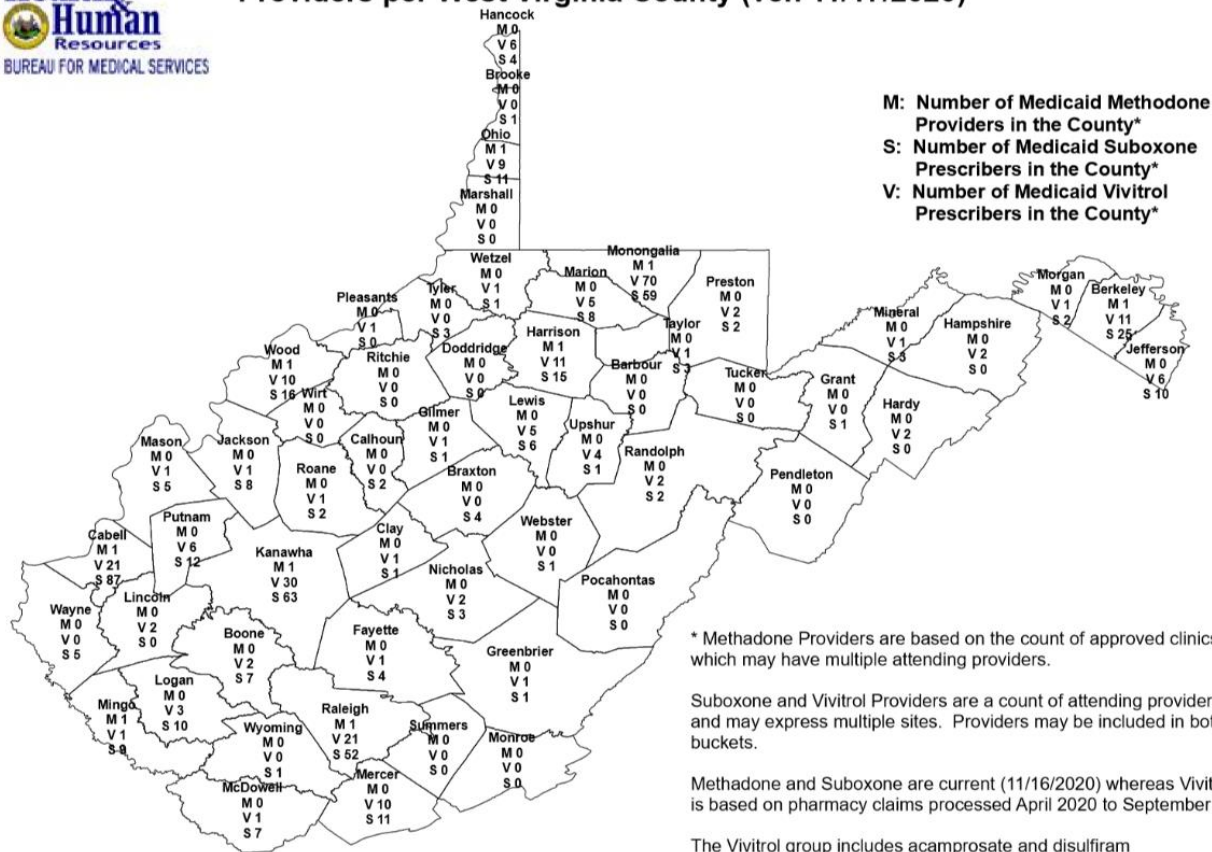 Human
Resources
BUREAU FOR MEDICAL SERVICES
Providers per West Virginia County
M: Number of Medicaid Methodone
Providers in the County*
S: Number of Medicaid Suboxone
Prescribers in the County*
V: Number of Medicaid Vivitrol
Prescribers in the County*
Hancock
M 0
V 6
S 4
Brooke
M 0
V 0
S 1
Ohio
M 1
V 9
S 11
Marshall
M 0
V 0
S 0
Wetzel
M 0
V 1
S 1
Marion
M 0
V 5
S 8
Monongalia
M 1
V 70
S 59
Preston
M 0
V 2
S 2
Morgan
M 0
V 1
S 2
Berkeley
M 1
V 11
S 25
Jefferson
M 0
V 6
S 10
Pleasants
M 0
V 1
S 0
Tyler
M 0
V 0
S 3
Mineral
M 0
V 1
S 3
Hampshire
M 0
V 2
S 0
Wood
M 1
V 10
S 16
Ritchie
M 0
V 0
S 0
Doddridge
M 0
V 0
S 0
Harrison
M 1
V 11
S 15
Taylor
M 0
V 1
S 3
Barbour
M 0
V 0
S 0
Tucker
M 0
V 0
S 0
Grant
M 0
V 0
S 1
Hardy
M 0
V 2
S 0
Wirt
M 0
V 0
S 0
Gilmer
M 0
V 1
S 1
Lewis
M 0
V 5
S 6
Upshur
M 0
V 4
S 1
Randolph
M 0
V 2
S 2
Pendleton
M 0
V 0
S 0
Mason
M 0
V 1
S 5
Jackson
M 0
V 1
S 8
Roane
M 0
V 1
S 2
Calhoun
M 0
V 0
S 2
Braxton
M 0
V 0
S 4
Webster
M 0
V 0
S 1
Cabell
M 1
V 21
S 87
Putnam
M 0
V 6
S 12
Kanawha
M 1
V 30
S 63
Clay
M 0
V 1
S 1
Nicholas
M 0
V 2
S 3
Pocahontas
M 0
V 0
S 0
Wayne
M 0
V 0
S 5
Lincoln
M 0
V 2
S 0
Boone
M 0
V 2
S 7
Fayette
M 0
V 1
S 4
Greenbrier
M 0
V 1
S 1
Mingo
M 1
V 1
S 9
Logan
M 0
V 3
S 10
Wyoming
M 0
V 0
S 1
Raleigh
M 1
V 21
S 52
Summers
M 0
V 0
S 0
Monroe
M 0
V 0
S 0
McDowell
M 0
V 1
S 7
Mercer
M 0
V 10
S 11
* Methadone Providers are based on the count of approved clinics
which may have multiple attending providers.
Suboxone and Vivitrol Providers are a count of attending provider
and may express multiple sites. Providers may be included in bot
buckets.
Methadone and Suboxone are current (11/16/2020) whereas Vivit
is based on pharmacy claims processed April 2020 to September
The Vivitrol group includes acamprosate and disulfiram